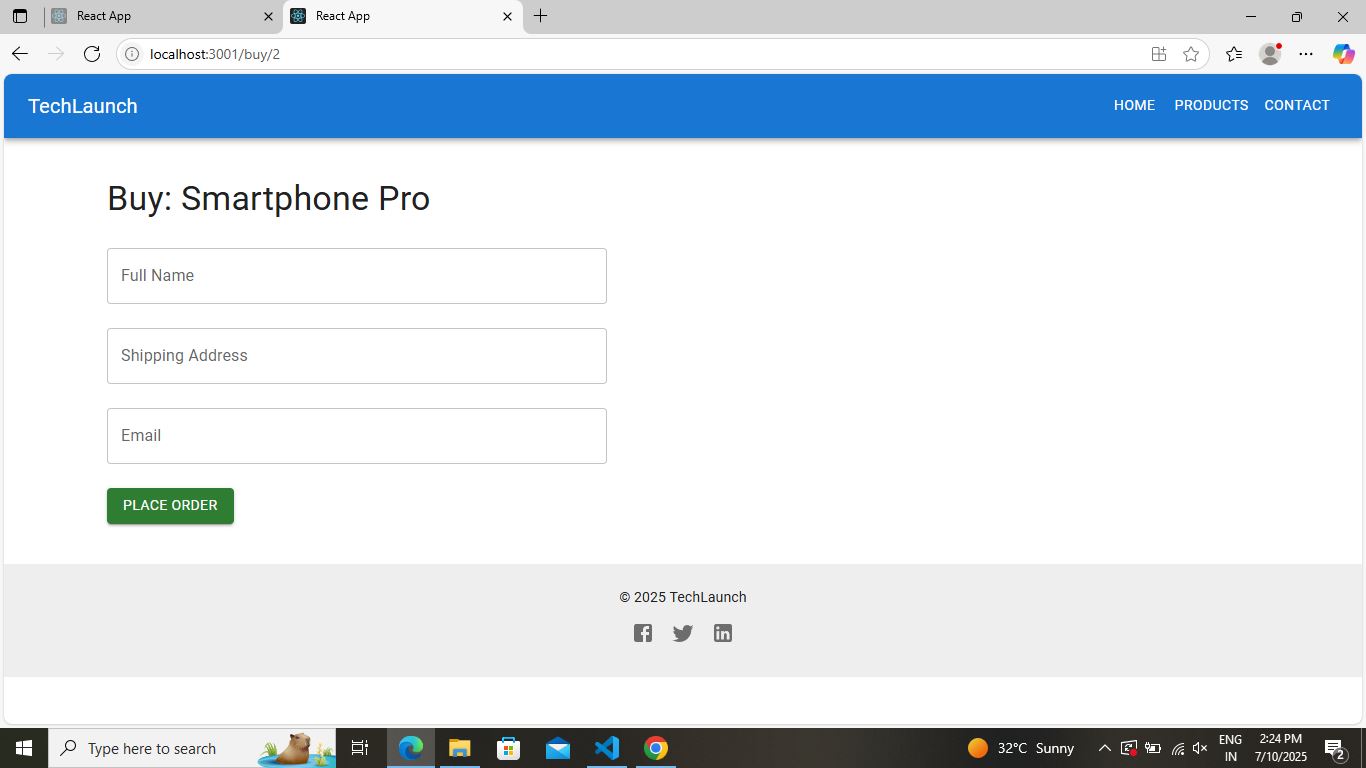 React App
React App
localhost:3001/buy/2
TechLaunch
HOME PRODUCTS CONTACT
Buy: Smartphone Pro
Full Name
Shipping Address
Email
PLACE ORDER
© 2025 TechLaunch
Type here to search
32°C Sunny
ENG
IN
2:24 PM
7/10/2025
2